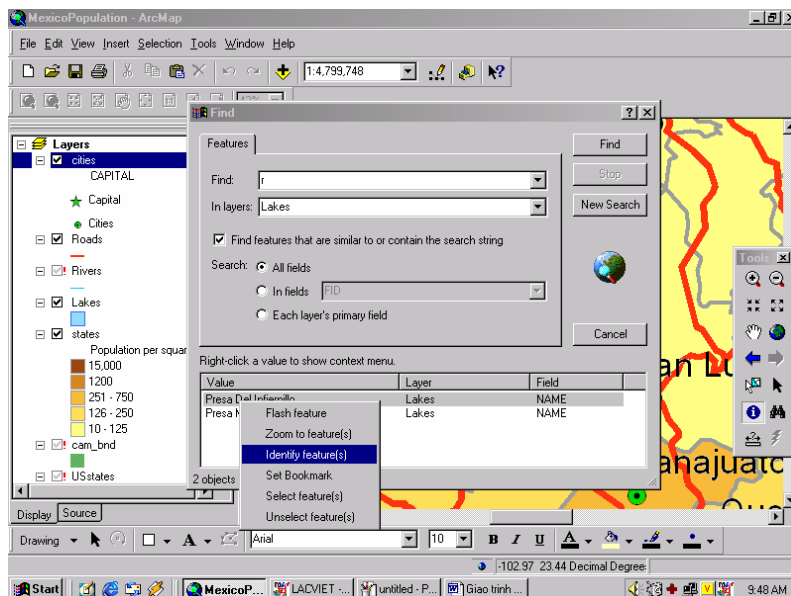 MexicoPopulation - ArcMap
File Edit View Insert Selection Tools Window Help
1:4,799,748
Find
Features
Find: r
In layers: Lakes
Find features that are similar to or contain the search string
Search: All fields
In fields FID
Each layer's primary field
Find
Stop
New Search
Cancel
Right-click a value to show context menu.
Value Layer Field
Presa Del Infiernillo Lakes NAME
Presa Lakes NAME
2 objects
Flash feature
Zoom to feature(s)
Identify feature(s)
Set Bookmark
Select feature(s)
Unselect feature(s)
Layers
cities
CAPITAL
Capital
Cities
Roads
Rivers
Lakes
states
Population per squar
15,000
1200
251 - 750
126 - 250
10 - 125
cam_bnd
USstates
Display Source
Tools
an Lu
anajuato
Que
Drawing A Arial 10 B I U A
-102.97 23.44 Decimal Degree
Start MexicoP... LACVIET -... untitled - P... Giao trinh ... V 9:48 AM